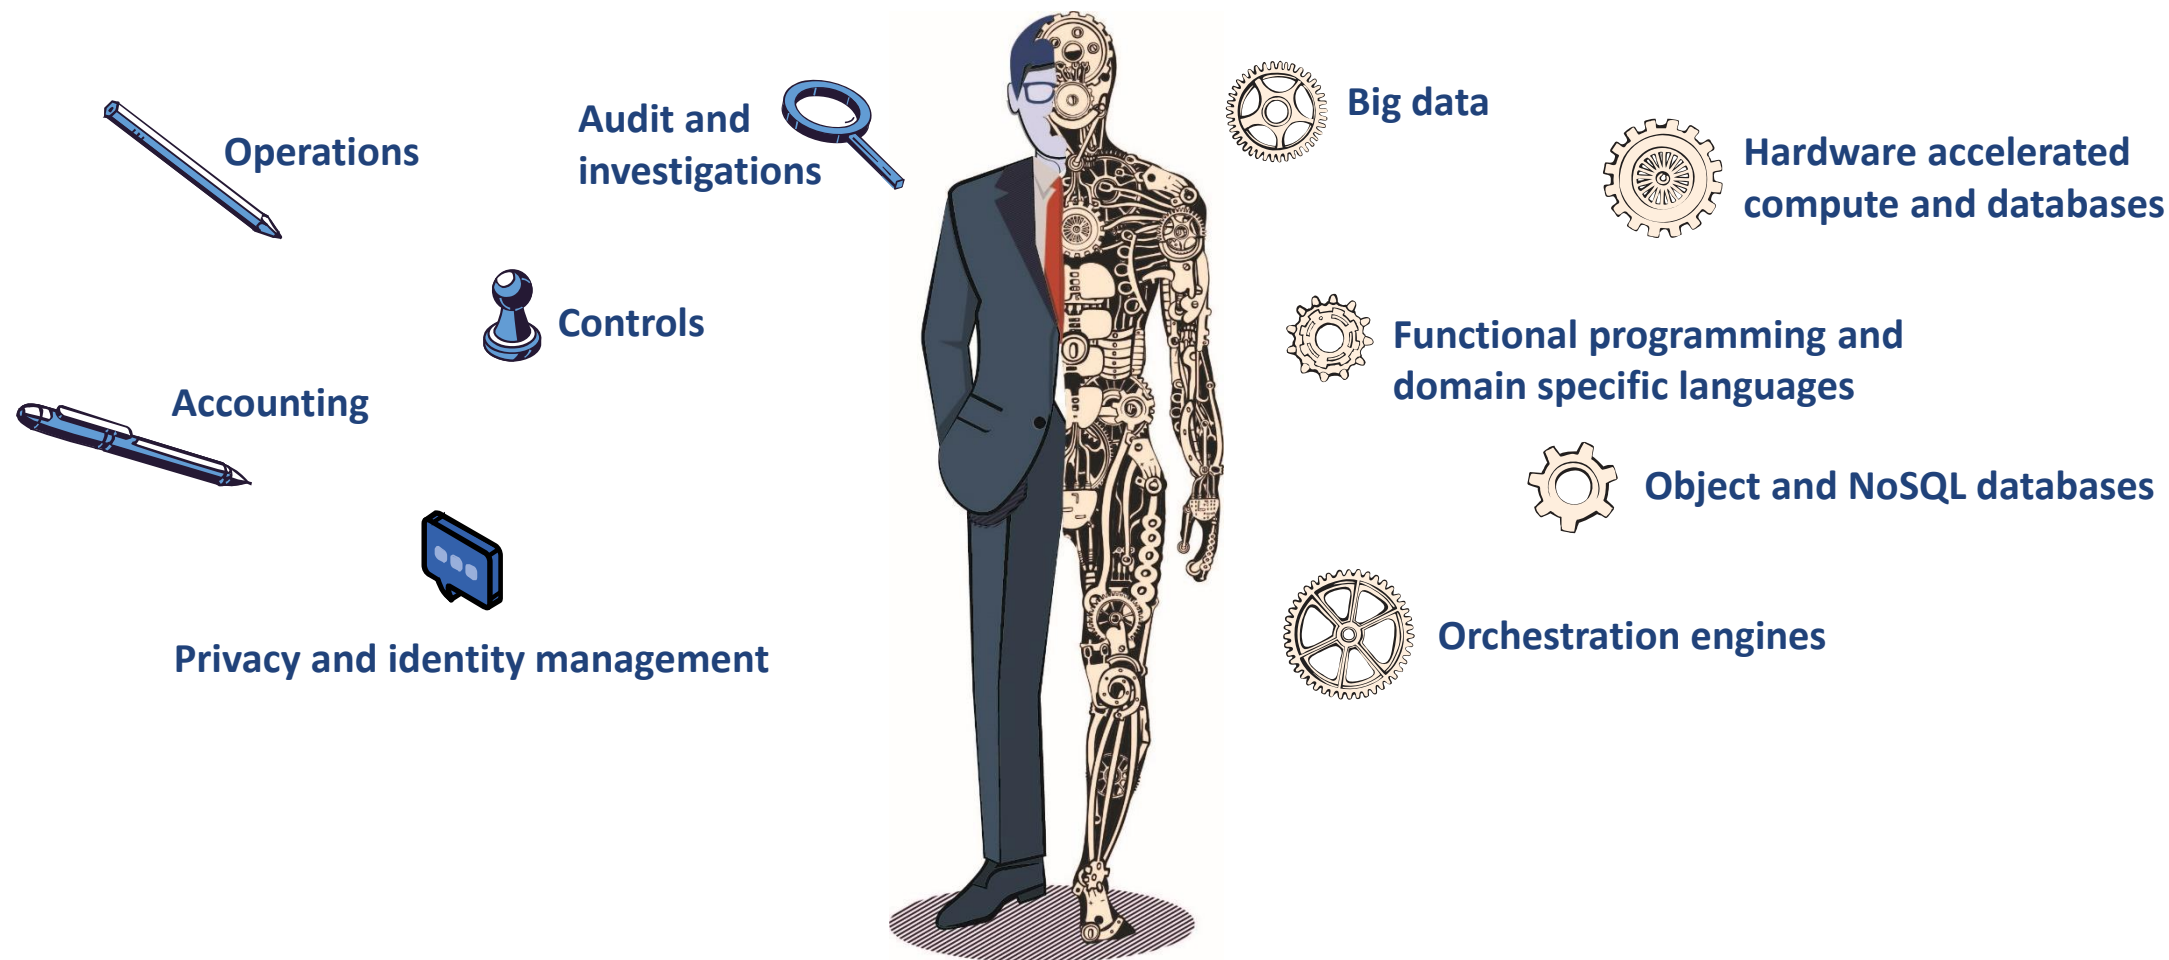 Operations
Audit and
investigations
Controls
Accounting
Privacy and identity management
Big data
Hardware accelerated
compute and databases
Functional programming and
domain specific languages
Object and NoSQL databases
Orchestration engines